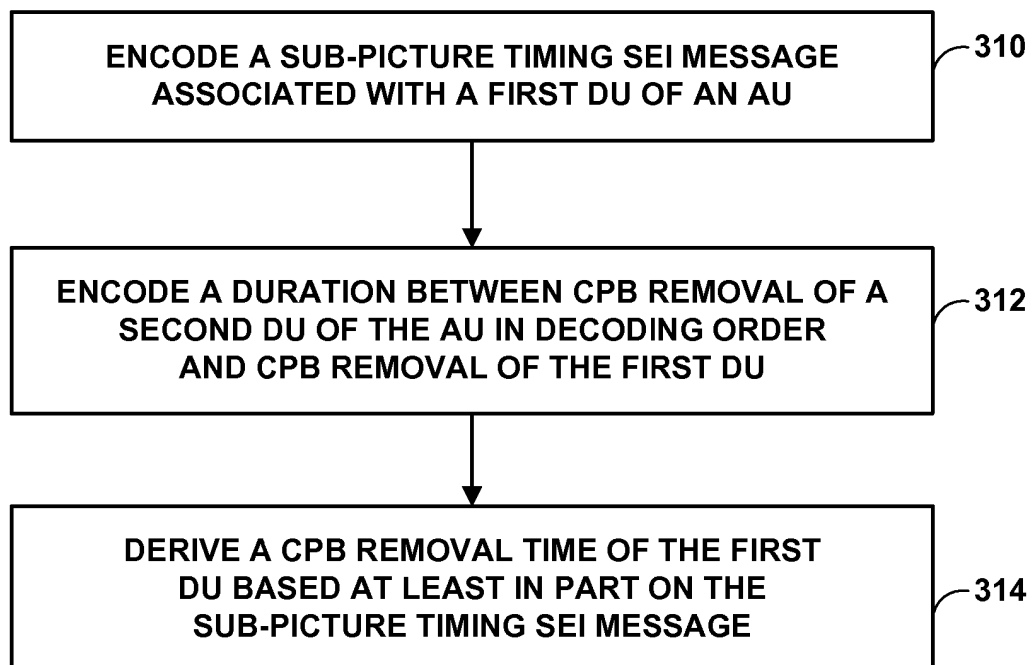 ENCODE A SUB-PICTURE TIMING SEI MESSAGE
ASSOCIATED WITH A FIRST DU OF AN AU
310
ENCODE A DURATION BETWEEN CPB REMOVAL OF A
SECOND DU OF THE AU IN DECODING ORDER
AND CPB REMOVAL OF THE FIRST DU
312
DERIVE A CPB REMOVAL TIME OF THE FIRST
DU BASED AT LEAST IN PART ON THE
SUB-PICTURE TIMING SEI MESSAGE
314